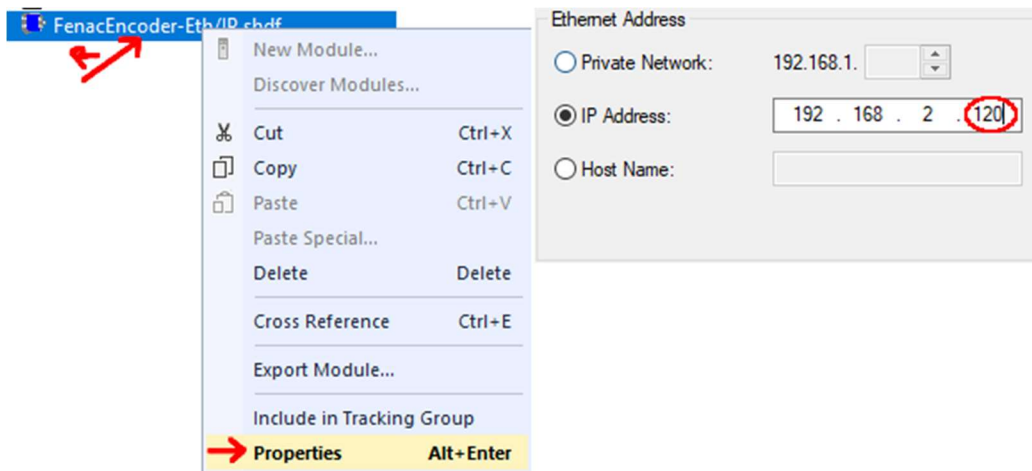 FenacEncoder-Eth/IP shdf
R
New Module...
Discover Modules...
Cut Ctrl+X
Copy Ctrl+C
Paste Ctrl+V
Paste Special...
Delete Delete
Cross Reference Ctrl+E
Export Module...
Include in Tracking Group
Properties Alt+Enter
Ethernet Address
Private Network: 192.168.1.
IP Address: 192 . 168 . 2 . 120
Host Name: